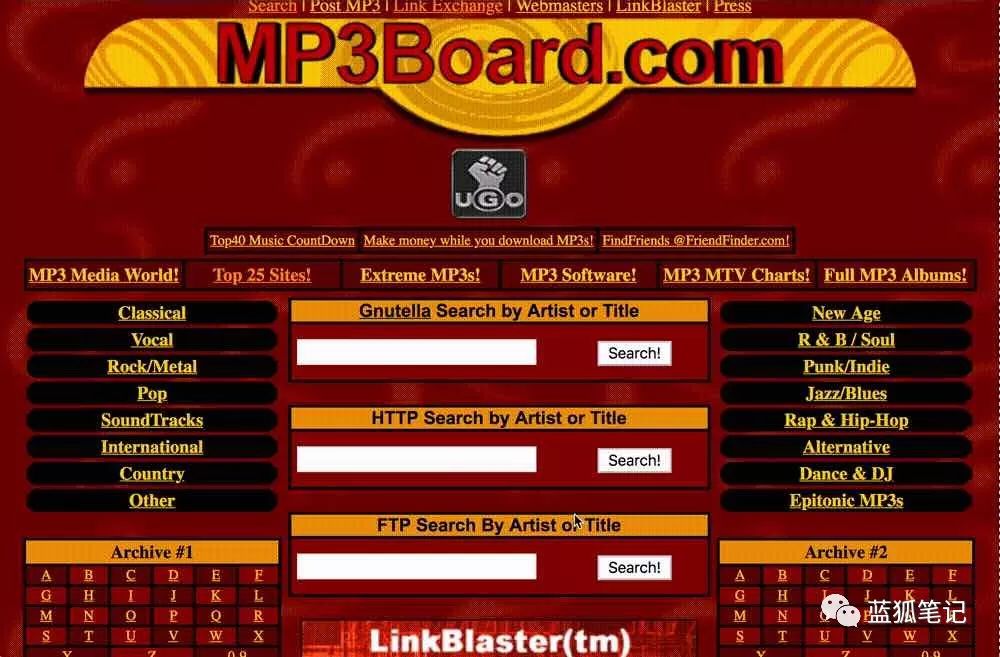 Search | Post MP3 | Link Exchange | Webmasters | LinkBlaster | Press
MP3Board.com
UGO
Top40 Music CountDown Make money while you download MP3s! FindFriends @FriendFinder.com!
MP3 Media World! Top 25 Sites! Extreme MP3s! MP3 Software! MP3 MTV Charts! Full MP3 Albums!
Classical
Vocal
Rock/Metal
Pop
SoundTracks
International
Country
Other
Archive #1
A B C D E F
G H I J K L
M N O P Q R
S T U V W X
Y Z 0-9
Gnutella Search by Artist or Title
Search!
HTTP Search by Artist or Title
Search!
FTP Search By Artist or Title
Search!
LinkBlaster(tm)
New Age
R & B / Soul
Punk/Indie
Jazz/Blues
Rap & Hip-Hop
Alternative
Dance & DJ
Epitonic MP3s
Archive #2
A B C D E F
G H I J K L
M N O
S T U V W X
Y Z 0-9
蓝狐笔记